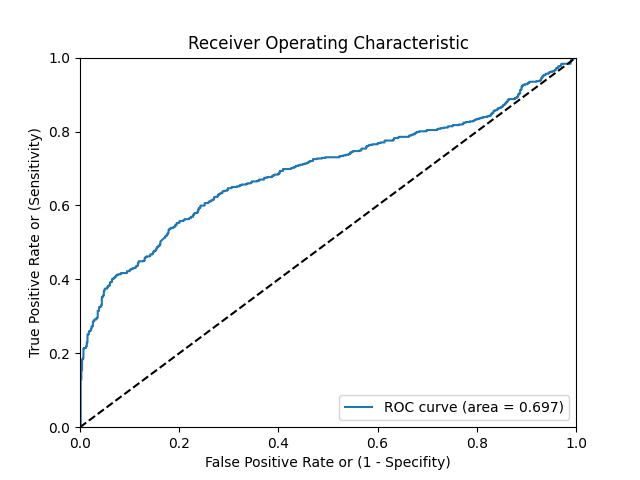 Receiver Operating Characteristic
1.0
0.8
0.6
0.4
0.2
0.0
True Positive Rate or (Sensitivity)
ROC curve (area = 0.697)
0.0 0.2 0.4 0.6 0.8 1.0
False Positive Rate or (1 - Specifity)